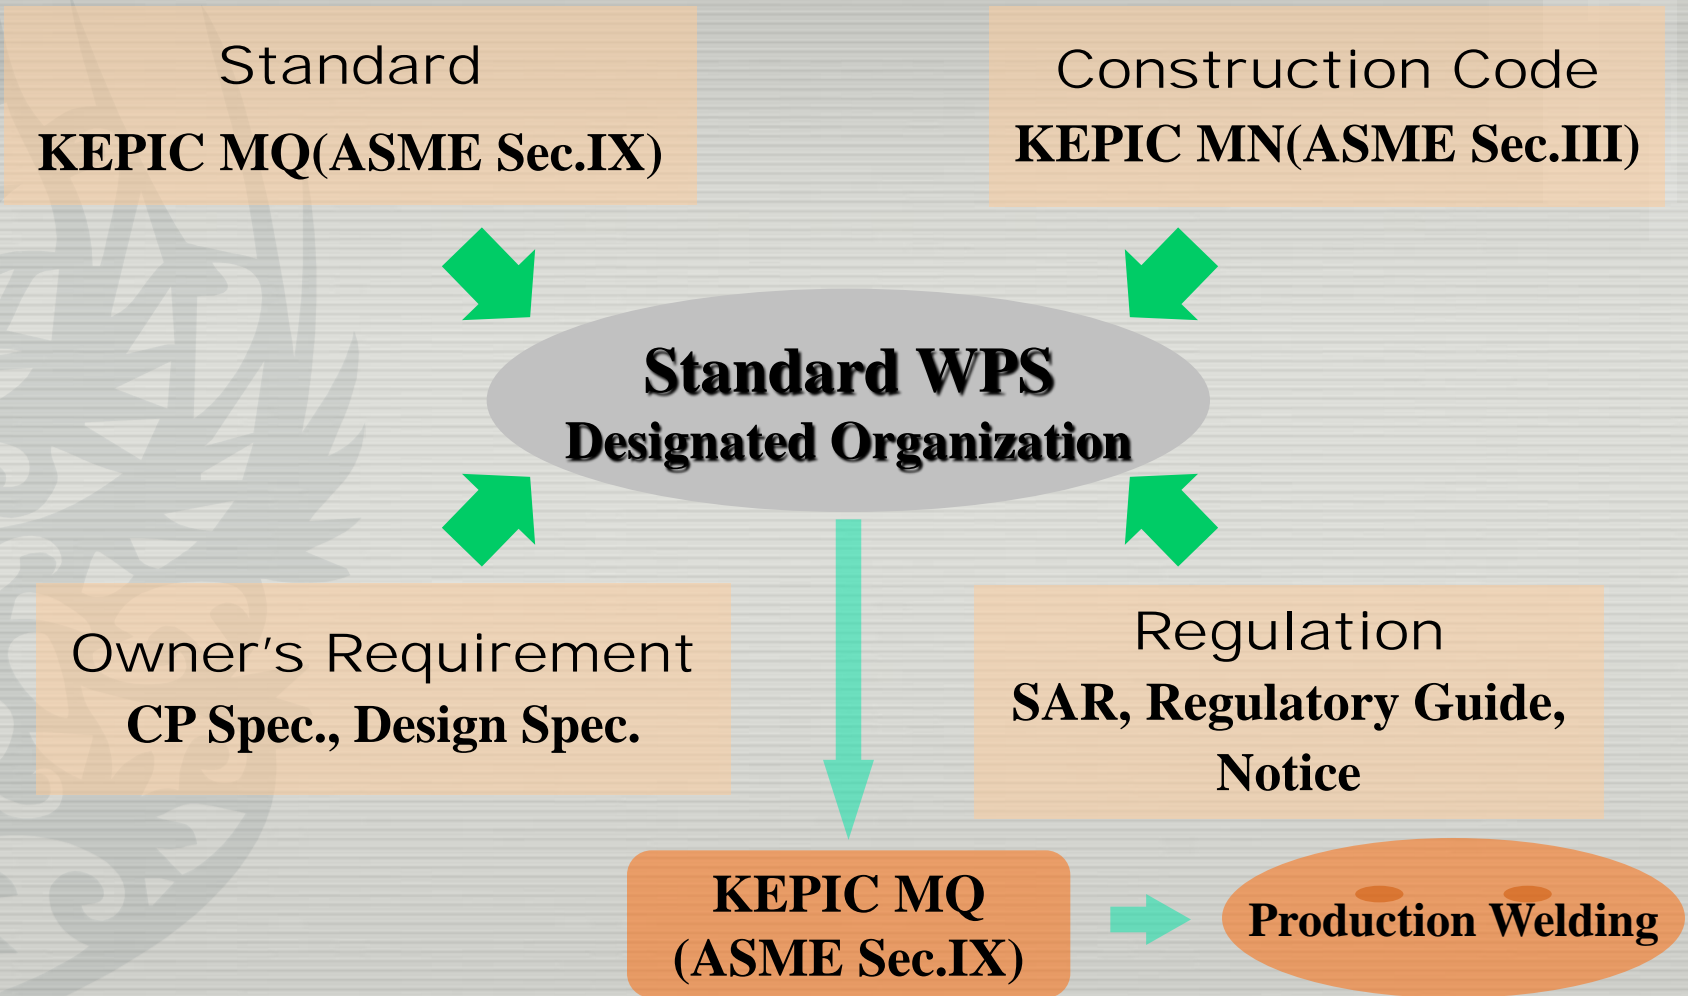 Standard
KEPIC MQ(ASME Sec.IX)
Construction Code
KEPIC MN(ASME Sec.III)
Standard WPS
Designated Organization
Owner's Requirement
CP Spec., Design Spec.
Regulation
SAR, Regulatory Guide,
Notice
KEPIC MQ
(ASME Sec.IX)
Production Welding